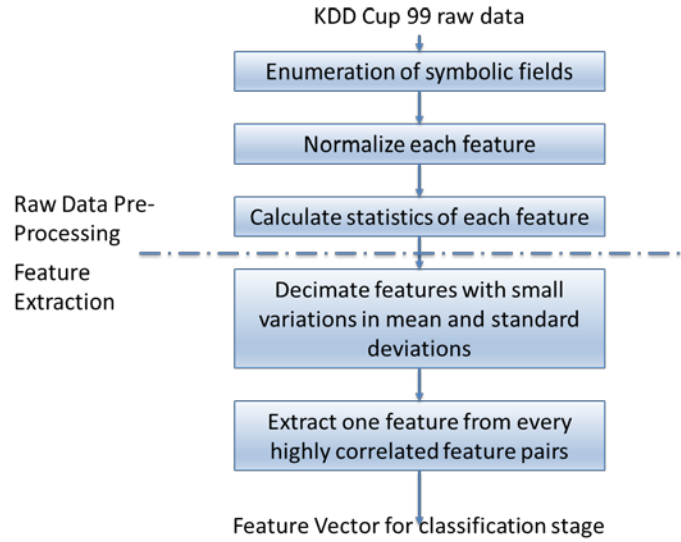 KDD Cup 99 raw data
Enumeration of symbolic fields
Normalize each feature
Calculate statistics of each feature
Raw Data Pre-
Processing
Feature
Extraction
Decimate features with small
variations in mean and standard
deviations
Extract one feature from every
highly correlated feature pairs
Feature Vector for classification stage